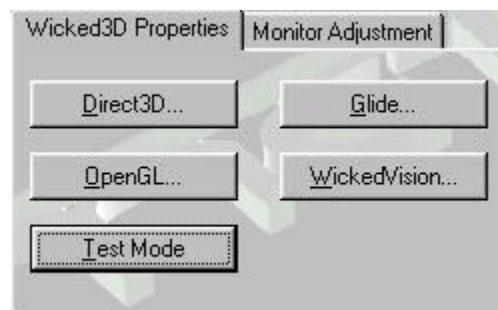 Wicked3D Properties Monitor Adjustment
Direct3D... Glide...
OpenGL... WickedVision...
Test Mode